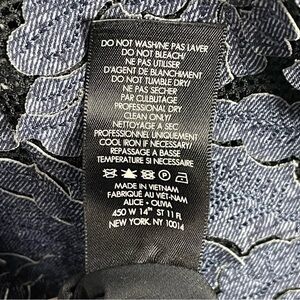 DO NOT WASH/NE PAS LAVER
DO NOT BLEACH/
NE PAS UTILISER
D'AGENT DE BLANCHIMENT
DO NOT TUMBLE DRY/
NE PAS SECHER
PAR CULBUTAGE
PROFESSIONAL DRY
CLEAN ONLY/
NETTOYAGE A SEC
PROFESSIONNEL UNIQUEMENT
COOL IRON IF NECESSARY/
REPASSAGE A BASSE
TEMPERATURE SI NECESSAIRE
MADE IN VIETNAM
FABRIQUÉ AU VIÊT-NAM
ALICE + OLIVIA
450 W 14TH ST 11 FL
NEW YORK, NY 10014